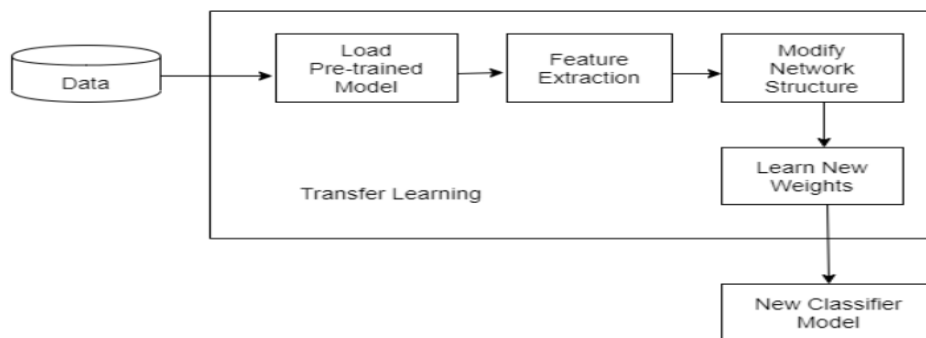 Data
Load
Pre-trained
Model
Feature
Extraction
Modify
Network
Structure
Learn New
Weights
Transfer Learning
New Classifier
Model